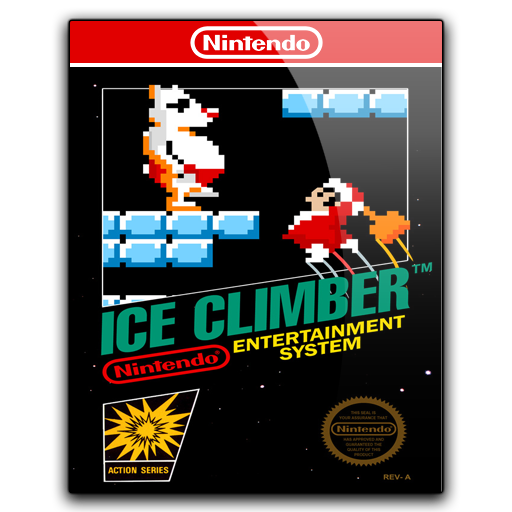 Nintendo
ICE CLIMBER™
Nintendo
ENTERTAINMENT
SYSTEM
ACTION SERIES
THIS SEAL IS
YOUR ASSURANCE THAT
Nintendo
HAS APPROVED AND
GUARANTEED THE
QUALITY OF THIS
PRODUCT
REV- A